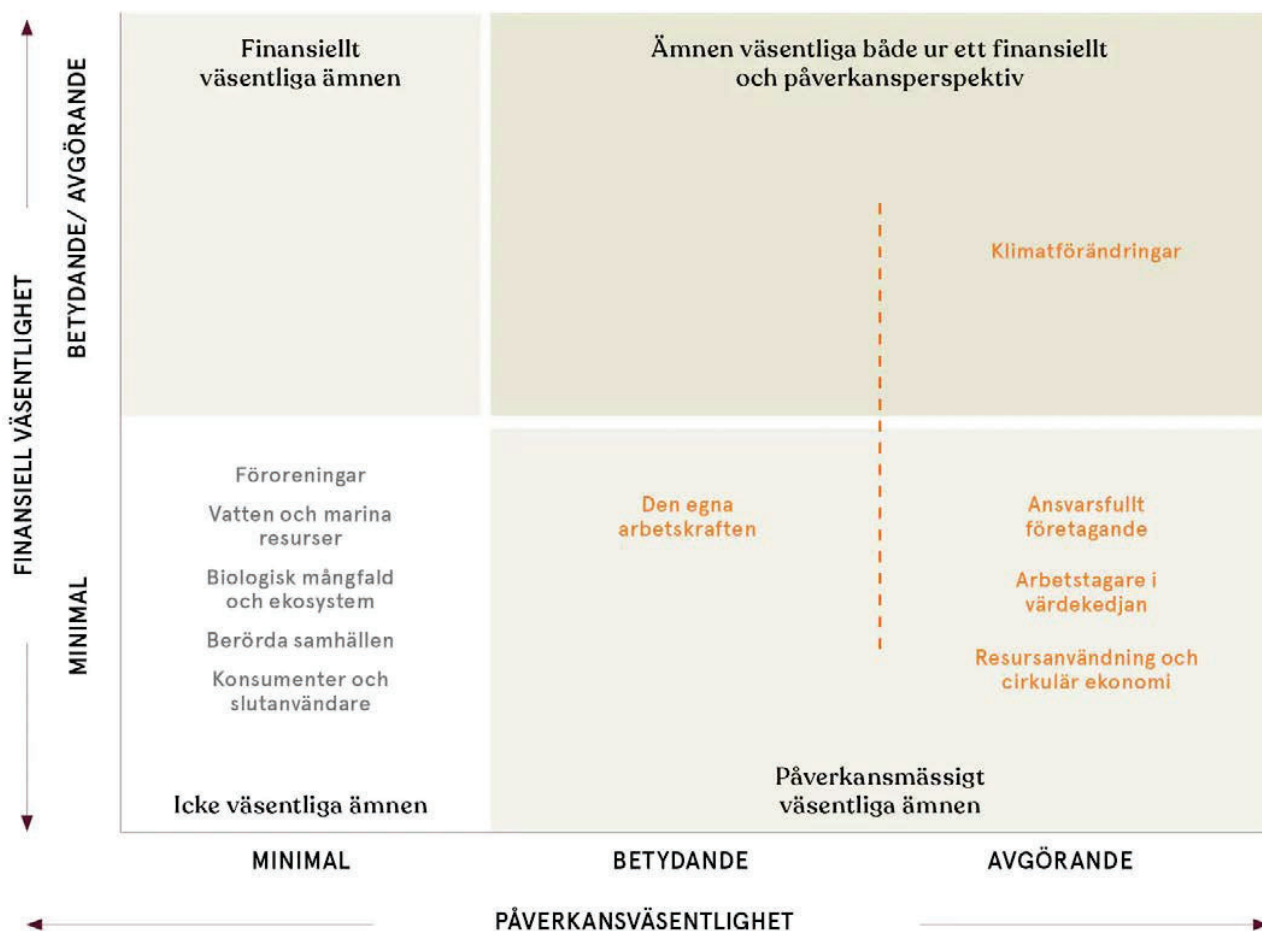 FINANSIELL VÄSENTLIGHET
BETYDANDE/ AVGÖRANDE
MINIMAL
Finansiellt
väsentliga ämnen
Ämnen väsentliga både ur ett finansiellt
och påverkansperspektiv
Klimatförändringar
Föroreningar
Vatten och marina
resurser
Biologisk mångfald
och ekosystem
Berörda samhällen
Konsumenter och
slutanvändare
Icke väsentliga ämnen
Den egna
arbetskraften
Ansvarsfullt
företagande
Arbetstagare i
värdekedjan
Resursanvändning och
cirkulär ekonomi
Påverkansmässigt
väsentliga ämnen
MINIMAL
BETYDANDE
AVGÖRANDE
PÅVERKANSVÄSENTLIGHET